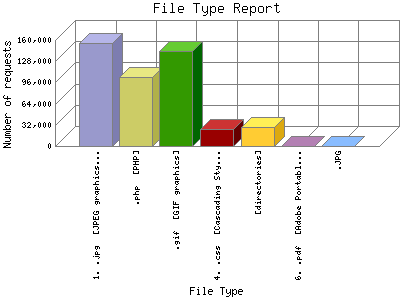 File Type Report
Number of requests
160,000
128,000
96,000
64,000
32,000
0
1. .jpg [JPEG graphics...
.php [PHP]
.gif [GIF graphics]
4. .css [Cascading Sty...
[directories]
6. .pdf [Adobe Portabl...
.JPG
File Type